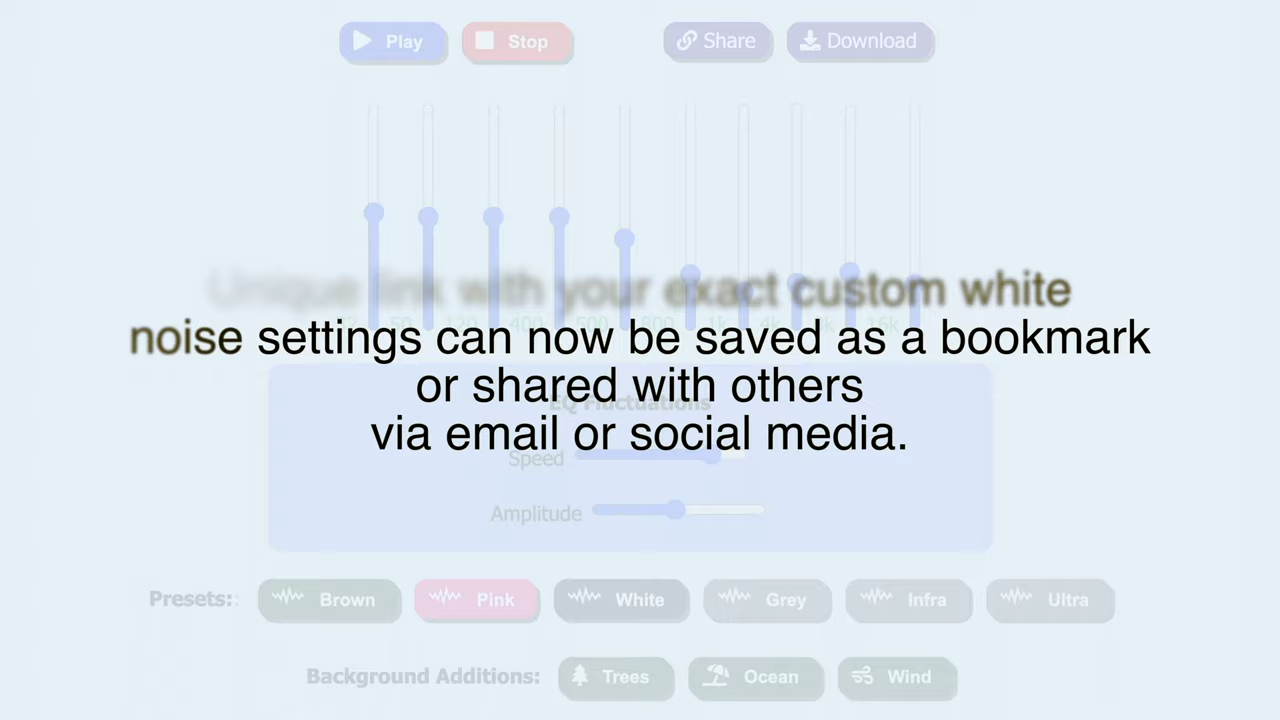 Play Stop Share Download
Unique link with your exact custom white
noise settings can now be saved as a bookmark
or shared with others
via email or social media.
EQ Fluctuations
Speed
Amplitude
Presets: Brown Pink White Grey Infra Ultra
Background Additions: Trees Ocean Wind